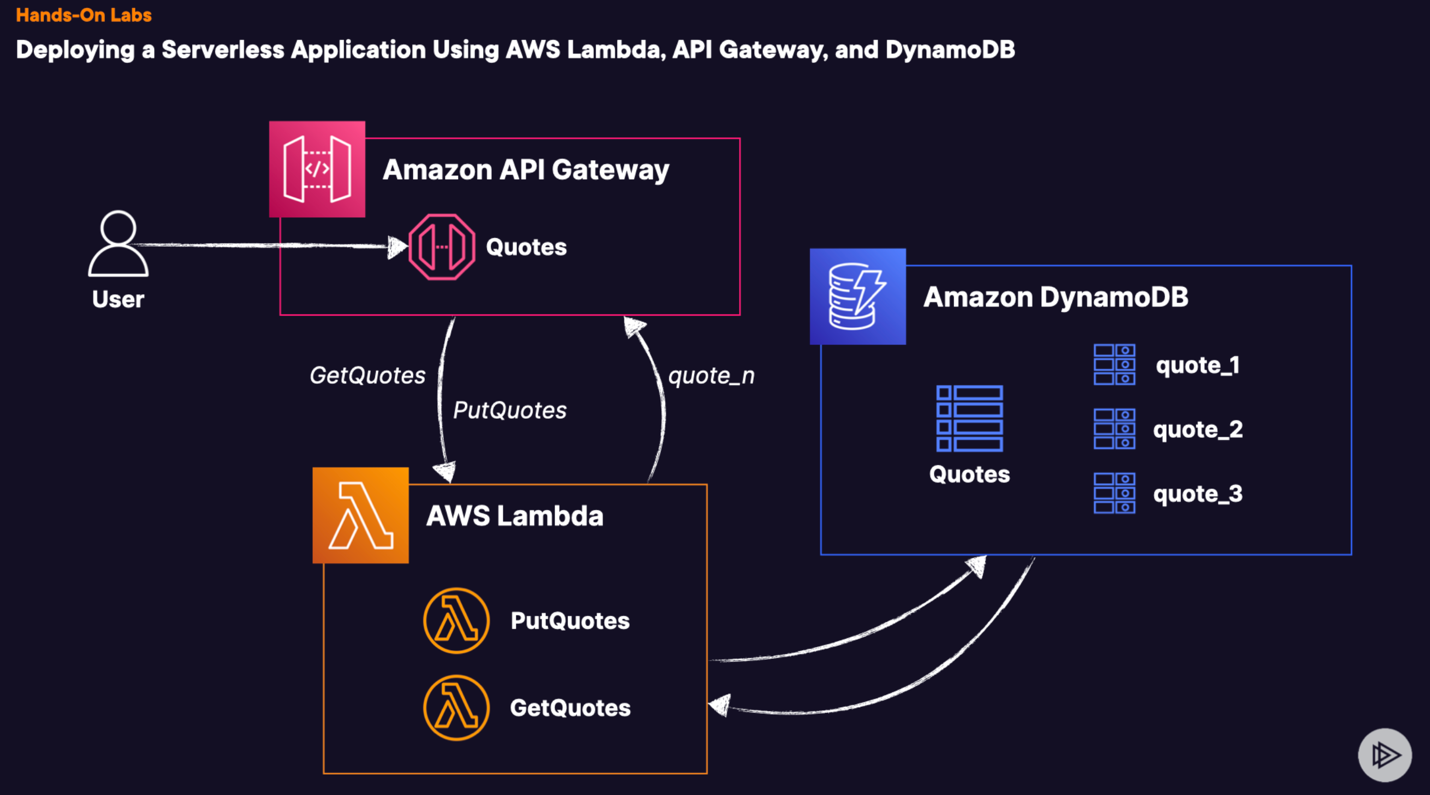 Hands-On Labs
Deploying a Serverless Application Using AWS Lambda, API Gateway, and DynamoDB
Amazon API Gateway
</>
Quotes
User
Amazon DynamoDB
quote_1
quote_2
quote_3
Quotes
GetQuotes
PutQuotes
quote_n
AWS Lambda
PutQuotes
GetQuotes